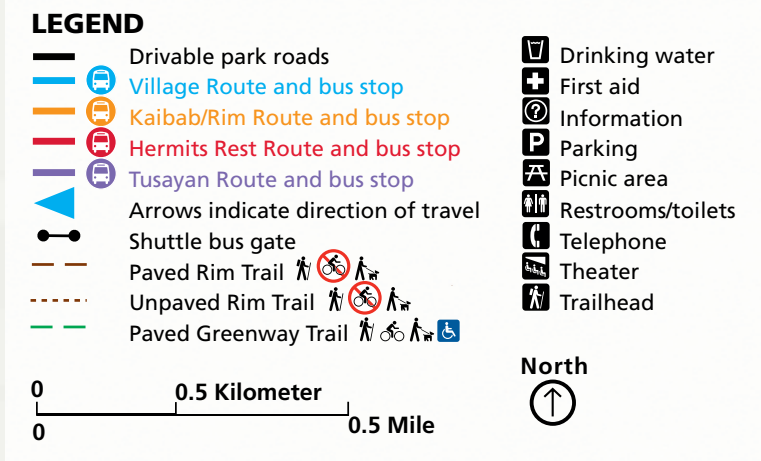 LEGEND
Drivable park roads
Village Route and bus stop
Kaibab/Rim Route and bus stop
Hermits Rest Route and bus stop
Tusayan Route and bus stop
Arrows indicate direction of travel
Shuttle bus gate
Paved Rim Trail
Unpaved Rim Trail
Paved Greenway Trail
0 0.5 Kilometer
0 0.5 Mile
Drinking water
First aid
? Information
P Parking
Picnic area
Restrooms/toilets
Telephone
Theater
Trailhead
North